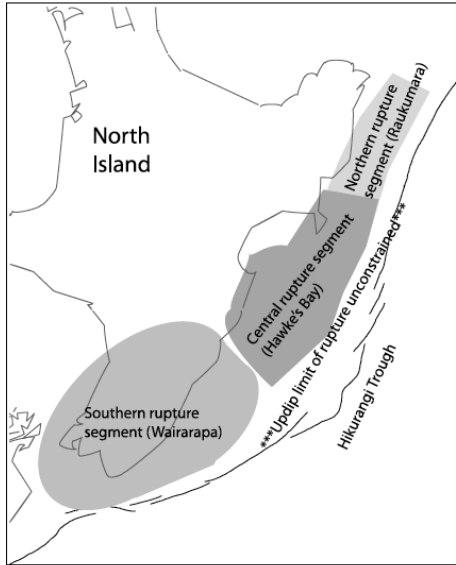 North
Island
Northern rupture
segment (Raukumara)
Central rupture segment
(Hawke's Bay)
***Updip limit of rupture unconstrained***
Hikurangi Trough
Southern rupture
segment (Wairarapa)